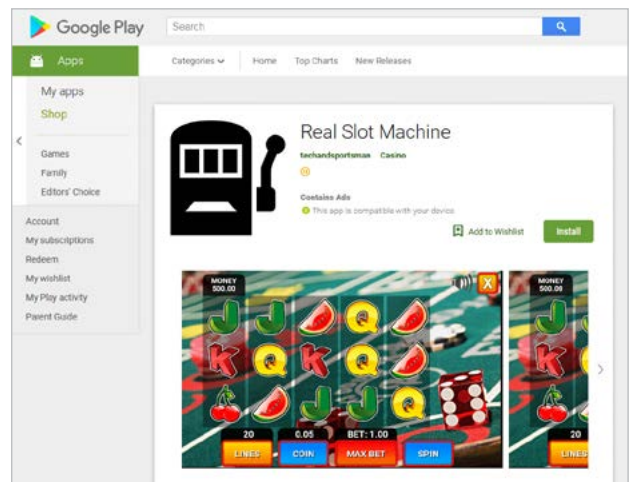 Google Play
Search
Apps
Categories
Home
Top Charts
New Releases
My apps
Shop
Games
Family
Editors' Choice
Account
My subscriptions
Redeem
My wishlist
My Play activity
Parent Guide
Real Slot Machine
techandsportsman Casino
Contains Ads
This app is compatible with your device.
Add to Wishlist
Install
MONEY
500.00
X
J J Q
K Q K Q
J J Q
20 0.05 BET: 1.00
LINES COIN MAX BET SPIN
MONEY
500.00
J
K
20
LINES